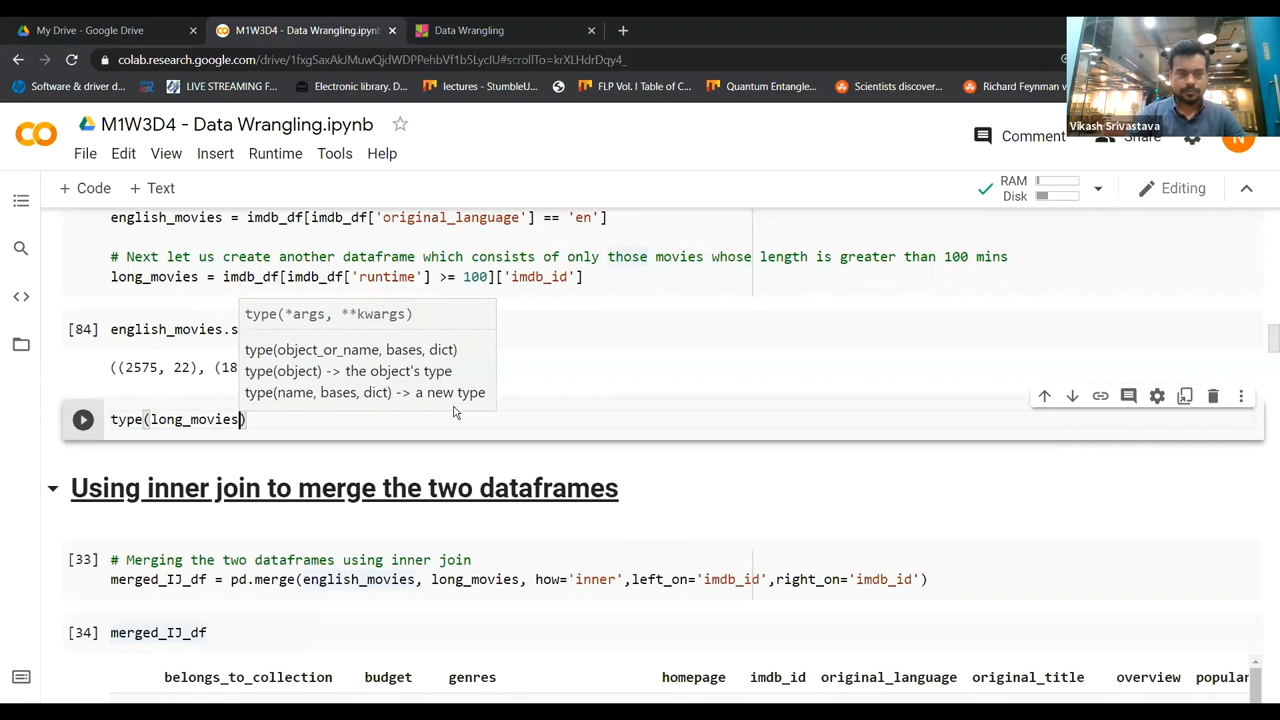 My Drive - Google Drive
M1W3D4 - Data Wrangling.ipynb
Data Wrangling
colab.research.google.com/drive/1fxgSaxAkJMuwQjdWDPPehbVf1b5LycIU#scrollTo=krXLHdrDqy4_
Software & driver d...
LIVE STREAMING F...
Electronic library. D...
lectures - StumbleU...
FLP Vol. I Table of C...
Quantum Entangle...
Scientists discover...
Richard Feynman v
Vikash Srivastava
M1W3D4 - Data Wrangling.ipynb
Comment
Share
N
File Edit View Insert Runtime Tools Help
+ Code + Text
RAM
Disk
Editing
english_movies = imdb_df[imdb_df['original_language'] == 'en']
# Next let us create another dataframe which consists of only those movies whose length is greater than 100 mins
long_movies = imdb_df[imdb_df['runtime'] >= 100]['imdb_id']
type(*args, **kwargs)
[84] english_movies.s
type(object_or_name, bases, dict)
((2575, 22), (18
type(object) -> the object's type
type(name, bases, dict) -> a new type
type(long_movies)
Using inner join to merge the two dataframes
[33] # Merging the two dataframes using inner join
merged_IJ_df = pd.merge(english_movies, long_movies, how='inner',left_on='imdb_id',right_on='imdb_id')
[34] merged_IJ_df
belongs_to_collection budget genres homepage imdb_id original_language original_title overview popular